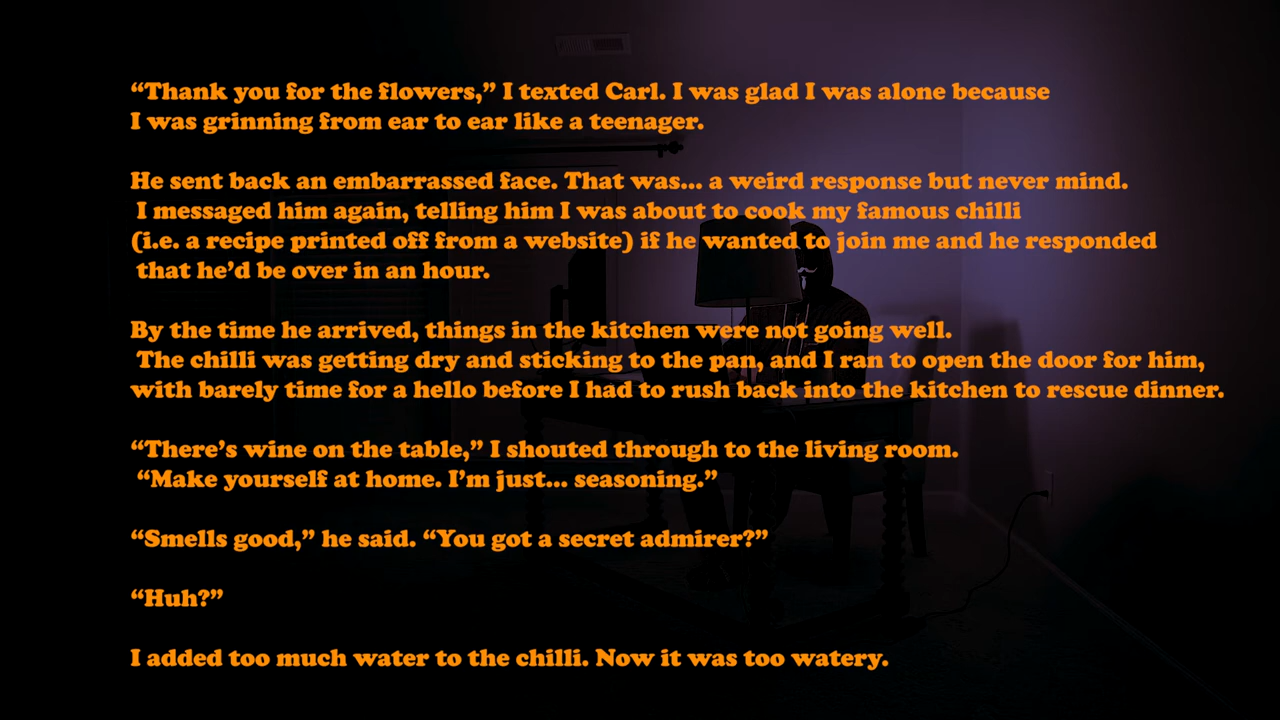 “Thank you for the flowers,” I texted Carl. I was glad I was alone because
I was grinning from ear to ear like a teenager.
He sent back an embarrassed face. That was... a weird response but never mind.
I messaged him again, telling him I was about to cook my famous chilli
(i.e. a recipe printed off from a website) if he wanted to join me and he responded
that he’d be over in an hour.
By the time he arrived, things in the kitchen were not going well.
The chilli was getting dry and sticking to the pan, and I ran to open the door for him,
with barely time for a hello before I had to rush back into the kitchen to rescue dinner.
“There’s wine on the table,” I shouted through to the living room.
“Make yourself at home. I’m just... seasoning.”
“Smells good,” he said. “You got a secret admirer?”
“Huh?”
I added too much water to the chilli. Now it was too watery.